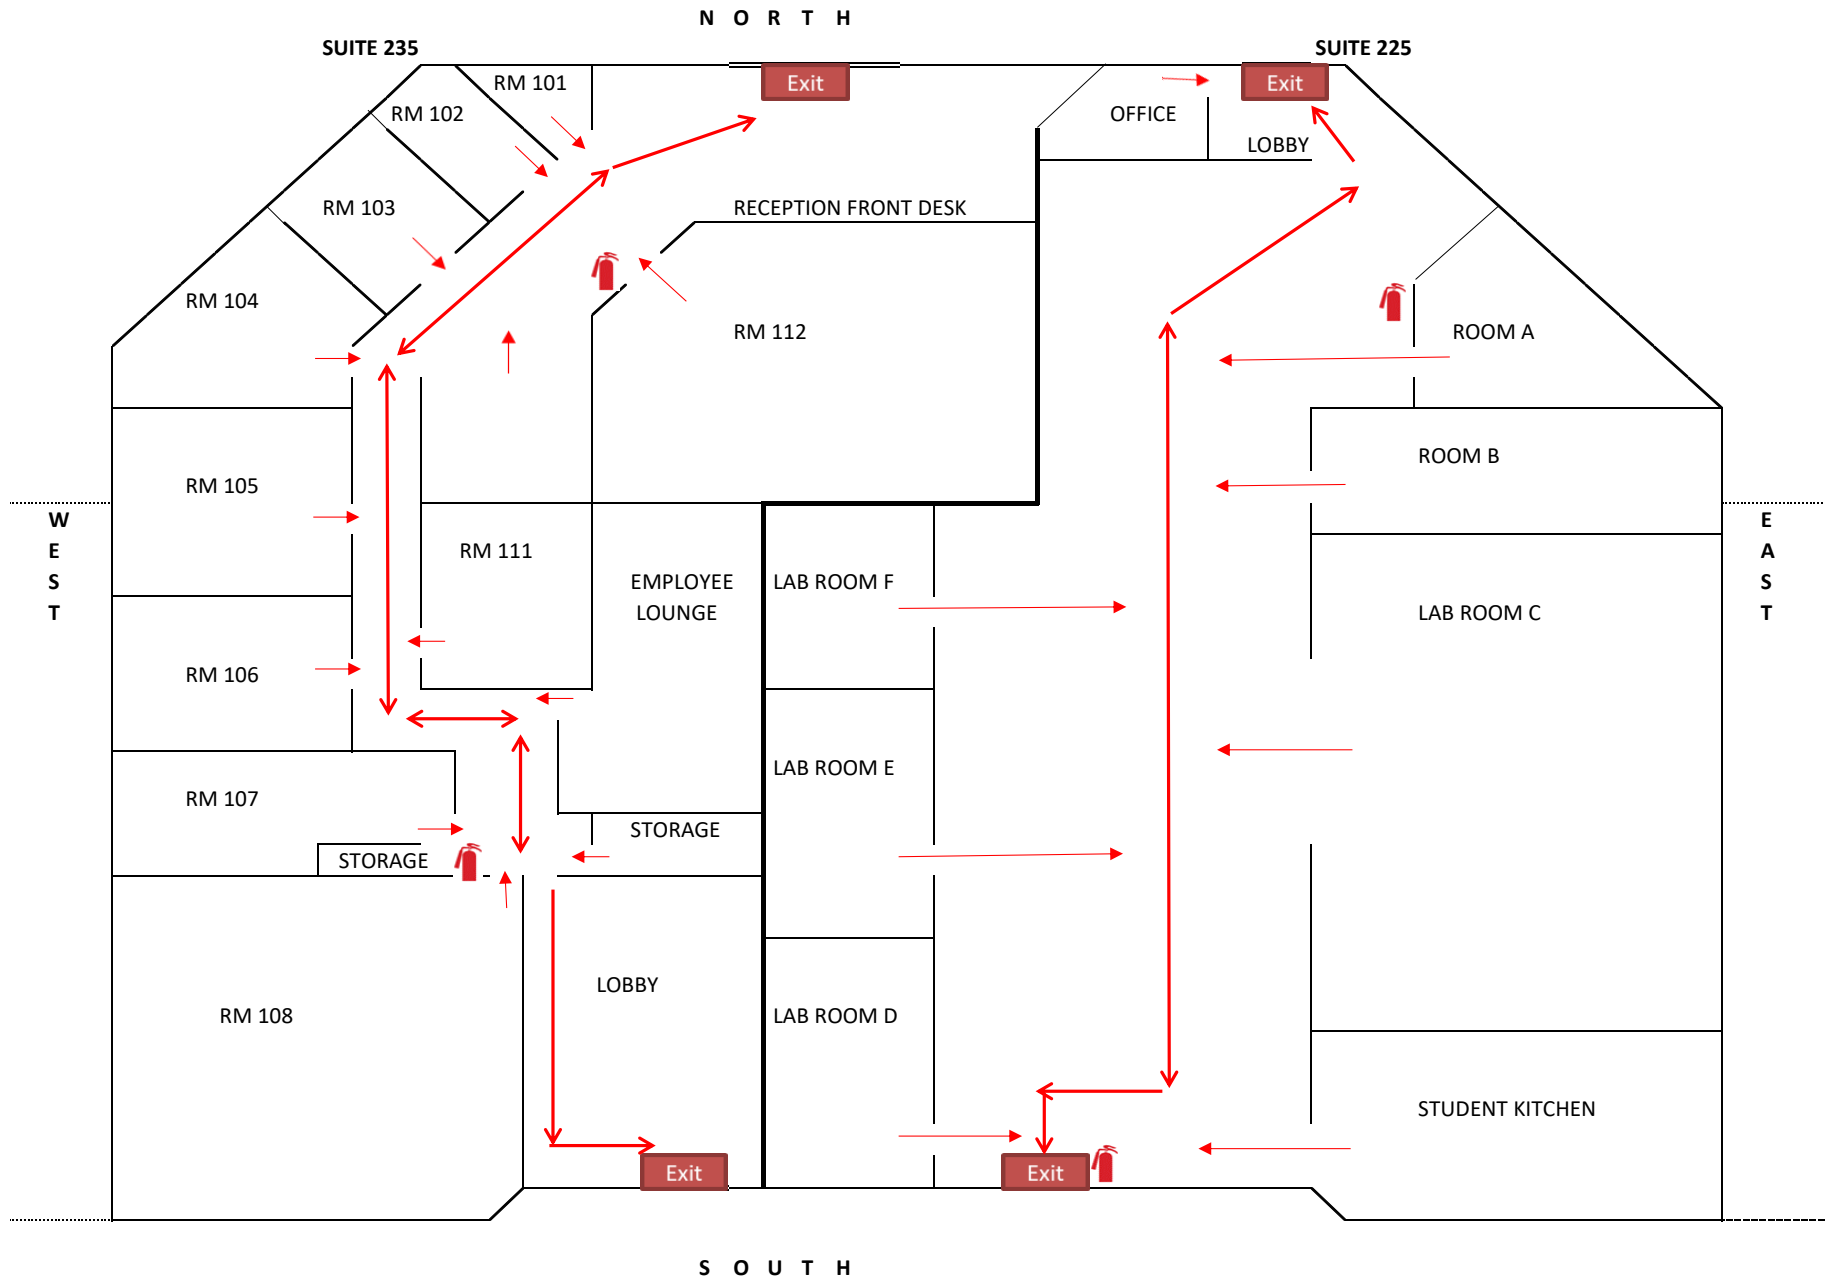 N O R T H
SUITE 235
SUITE 225
RM 101
Exit
Exit
RM 102
OFFICE
LOBBY
RM 103
RECEPTION FRONT DESK
RM 104
RM 112
ROOM A
ROOM B
RM 105
W
E
S
T
E
A
S
T
RM 111
EMPLOYEE
LOUNGE
LAB ROOM F
LAB ROOM C
RM 106
LAB ROOM E
RM 107
STORAGE
STORAGE
LOBBY
RM 108
LAB ROOM D
STUDENT KITCHEN
Exit
Exit
S O U T H